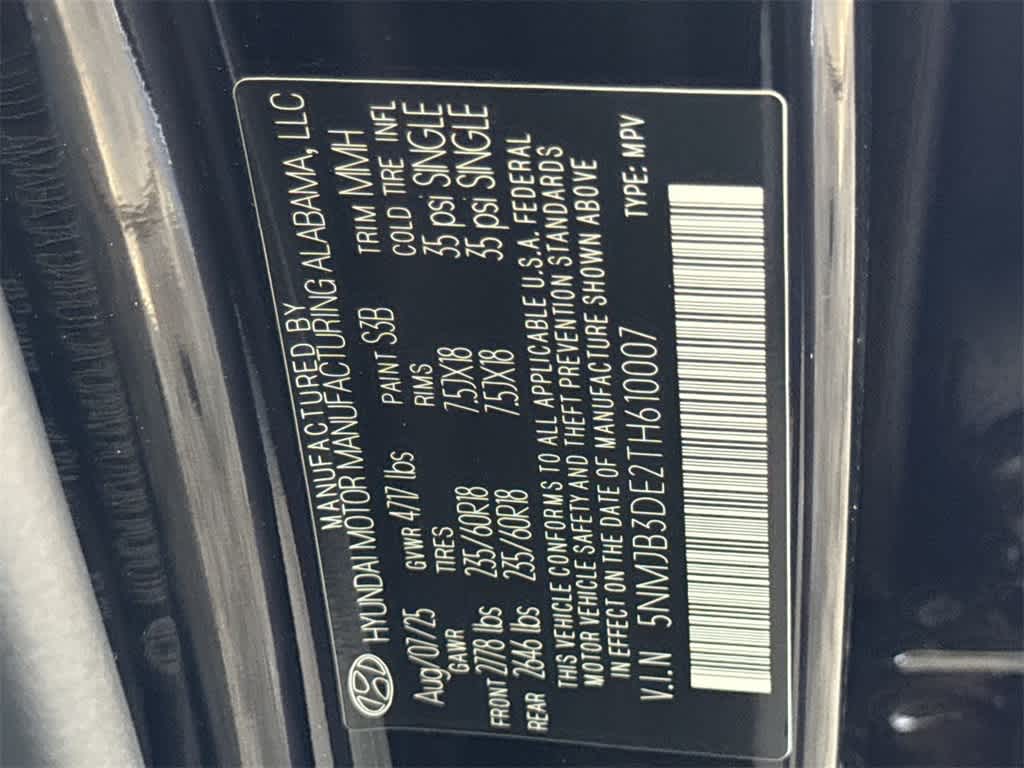 MANUFACTURED BY
HYUNDAI MOTOR MANUFACTURING ALABAMA, LLC
Aug/07/25 GVWR 4717 lbs PAINT S3B TRIM MMH
GAWR TIRES RIMS COLD TIRE INFL
FRONT 2778 lbs 235/60R18 7.5JX18 35 psi SINGLE
REAR 2646 lbs 235/60R18 7.5JX18 35 psi SINGLE
THIS VEHICLE CONFORMS TO ALL APPLICABLE U.S.A. FEDERAL
MOTOR VEHICLE SAFETY AND THEFT PREVENTION STANDARDS
IN EFFECT ON THE DATE OF MANUFACTURE SHOWN ABOVE
V.I.N 5NMJB3DE2TH610007 TYPE: MPV